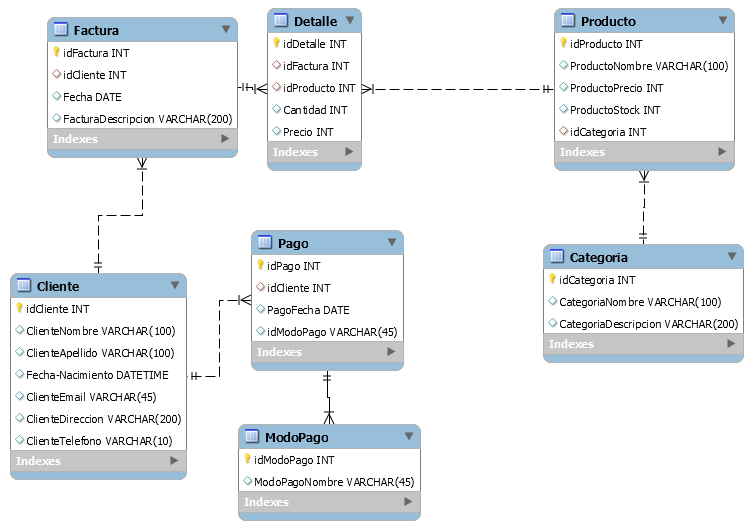 Factura
idFactura INT
idCliente INT
Fecha DATE
FacturaDescripcion VARCHAR(200)
Indexes
Detalle
idDetalle INT
idFactura INT
idProducto INT
Cantidad INT
Precio INT
Indexes
Producto
idProducto INT
ProductoNombre VARCHAR(100)
ProductoPrecio INT
ProductoStock INT
idCategoria INT
Indexes
Cliente
idCliente INT
ClienteNombre VARCHAR(100)
ClienteApellido VARCHAR(100)
Fecha-Nacimiento DATETIME
ClienteEmail VARCHAR(45)
ClienteDireccion VARCHAR(200)
ClienteTelefono VARCHAR(10)
Indexes
Pago
idPago INT
idCliente INT
PagoFecha DATE
idModoPago VARCHAR(45)
Indexes
Categoria
idCategoria INT
CategoriaNombre VARCHAR(100)
CategoriaDescripcion VARCHAR(200)
Indexes
ModoPago
idModoPago INT
ModoPagoNombre VARCHAR(45)
Indexes